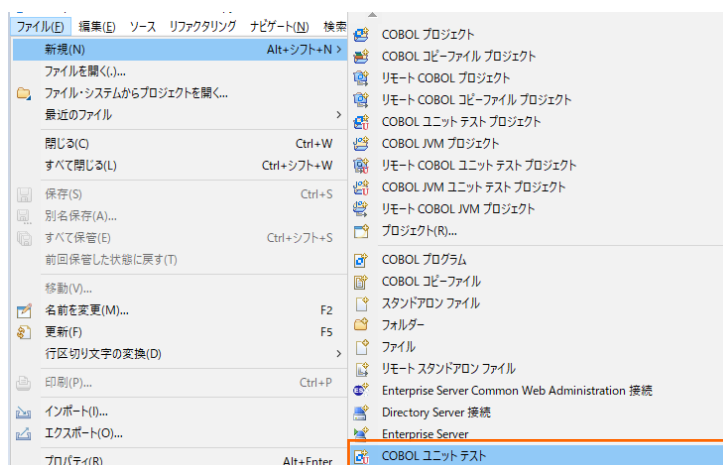 ファイル(F) 編集(E) ソース リファクタリング ナビゲート(N) 検索
新規(N) Alt+シフト+N >
ファイルを開く(.)...
ファイル・システムからプロジェクトを開く...
最近のファイル >
閉じる(C) Ctrl+W
すべて閉じる(L) Ctrl+シフト+W
保存(S) Ctrl+S
別名保存(A)...
すべて保管(E) Ctrl+シフト+S
前回保管した状態に戻す(T)
移動(V)...
名前を変更(M)... F2
更新(F) F5
行区切り文字の変換(D) >
印刷(P)... Ctrl+P
インポート(I)...
エクスポート(O)...
プロパティ(R) Alt+Enter
COBOL プロジェクト
COBOL コピーファイル プロジェクト
リモート COBOL プロジェクト
リモート COBOL コピーファイル プロジェクト
COBOL ユニット テスト プロジェクト
COBOL JVM プロジェクト
リモート COBOL ユニット テスト プロジェクト
COBOL JVM ユニット テスト プロジェクト
リモート COBOL JVM プロジェクト
プロジェクト(R)...
COBOL プログラム
COBOL コピーファイル
スタンドアロン ファイル
フォルダー
ファイル
リモート スタンドアロン ファイル
Enterprise Server Common Web Administration 接続
Directory Server 接続
Enterprise Server
COBOL ユニット テスト